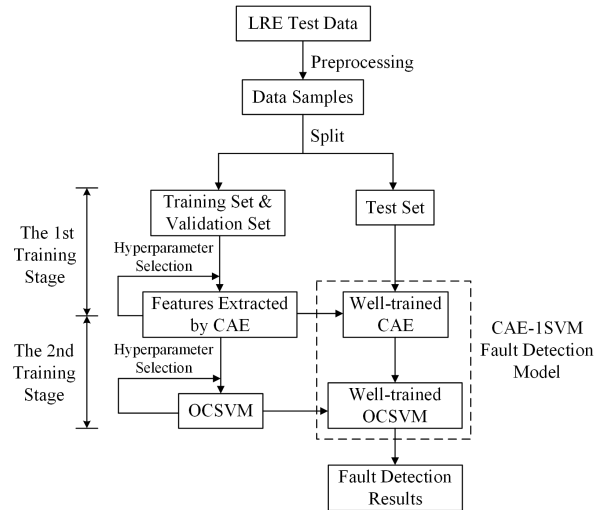 LRE Test Data
Preprocessing
Data Samples
Split
The 1st
Training
Stage
Training Set &
Validation Set
Test Set
Hyperparameter
Selection
Features Extracted
by CAE
Well-trained
CAE
CAE-1SVM
Fault Detection
Model
The 2nd
Training
Stage
Hyperparameter
Selection
OCSVM
Well-trained
OCSVM
Fault Detection
Results